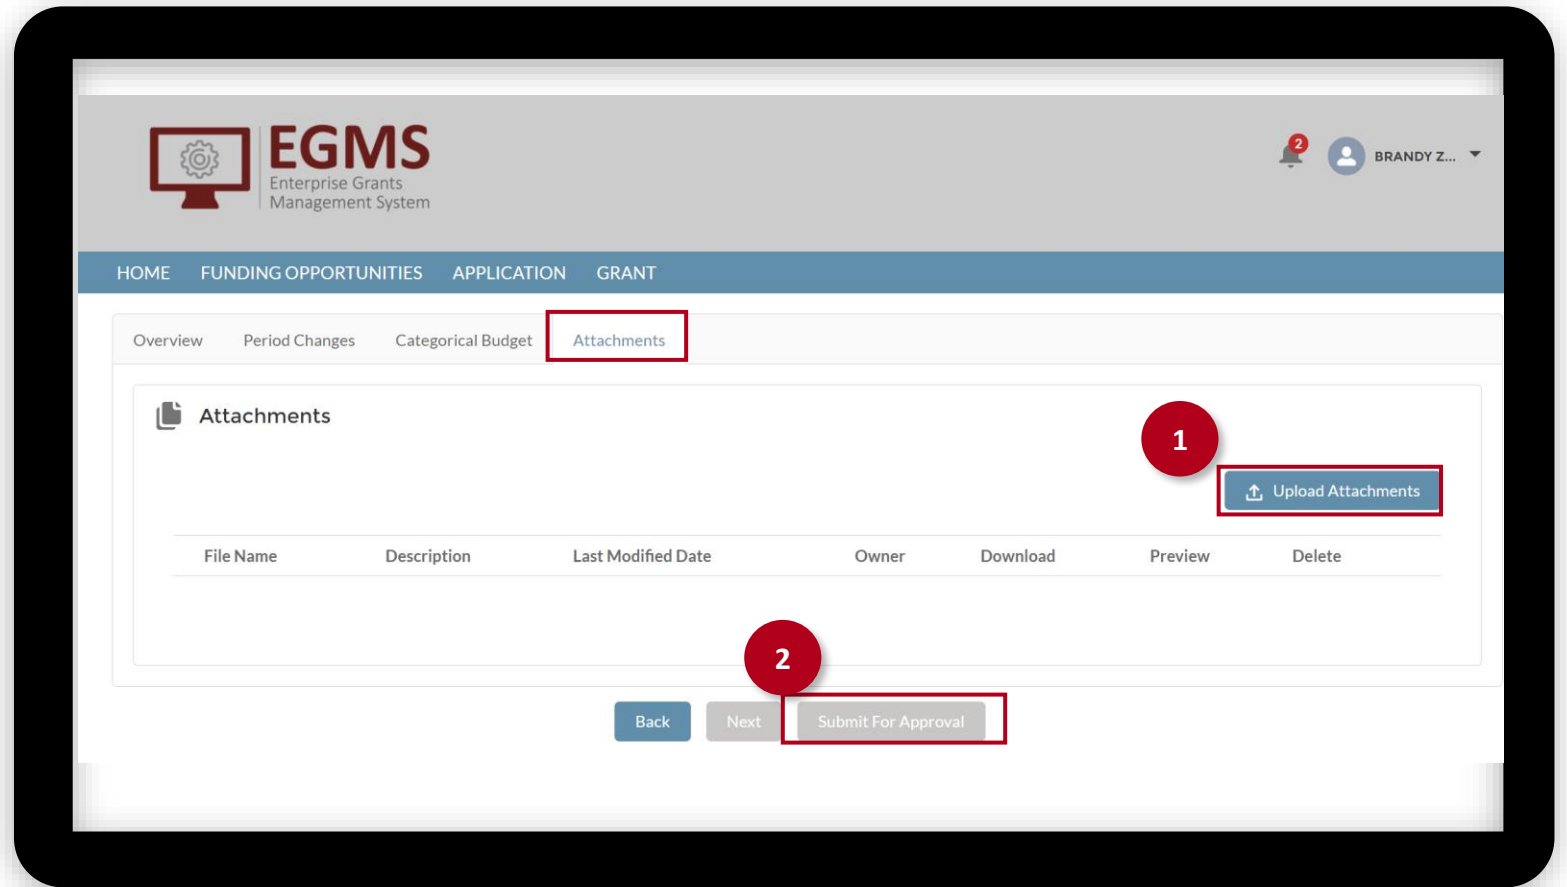 EGMS
Enterprise Grants
Management System
2
BRANDY Z...
HOME FUNDING OPPORTUNITIES APPLICATION GRANT
Overview Period Changes Categorical Budget Attachments
Attachments
1
Upload Attachments
File Name Description Last Modified Date Owner Download Preview Delete
2
Back Next Submit For Approval